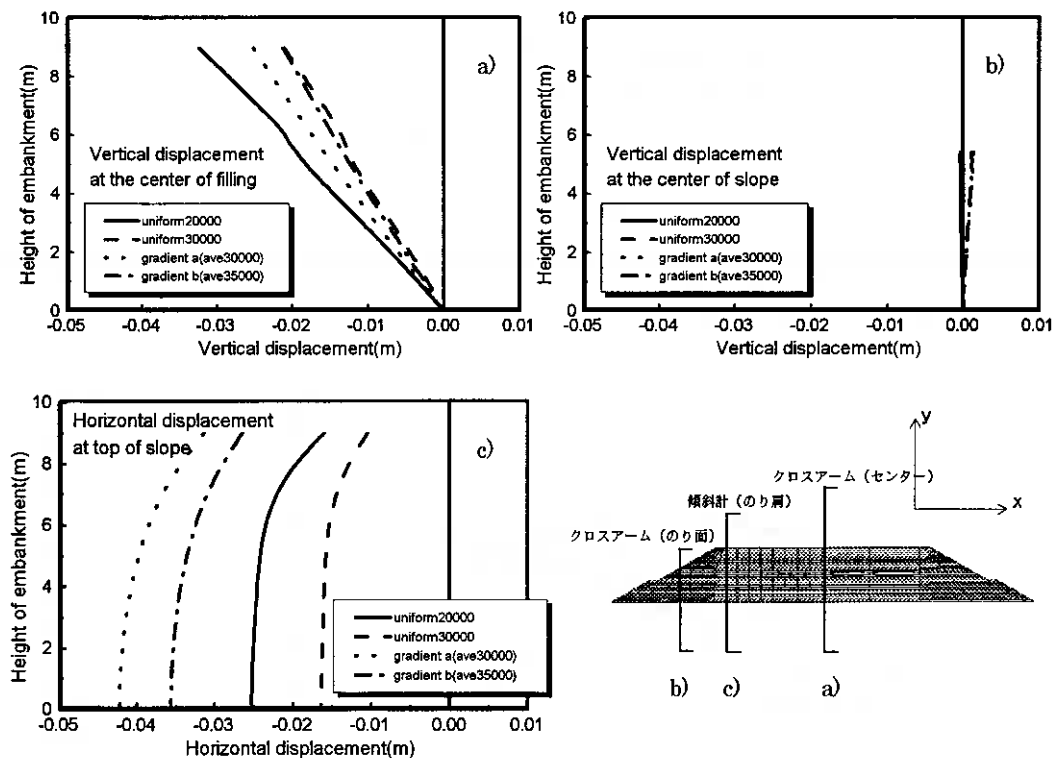 10
8
6
4
2
0
Height of embankment(m)
a)
Vertical displacement
at the center of filling
uniform20000
uniform30000
gradient a(ave30000)
gradient b(ave35000)
-0.05 -0.04 -0.03 -0.02 -0.01 0.00 0.01
Vertical displacement(m)
10
8
6
4
2
0
Height of embankment(m)
b)
Vertical displacement
at the center of slope
uniform20000
uniform30000
gradient a(ave30000)
gradient b(ave35000)
-0.05 -0.04 -0.03 -0.02 -0.01 0.00 0.01
Vertical displacement(m)
10
8
6
4
2
0
Height of embankment(m)
Horizontal displacement
at top of slope
c)
uniform20000
uniform30000
gradient a(ave30000)
gradient b(ave35000)
-0.05 -0.04 -0.03 -0.02 -0.01 0.00 0.01
Horizontal displacement(m)
y
x
クロスアーム（センター）
傾斜計（のり肩）
クロスアーム（のり面）
b) c) a)